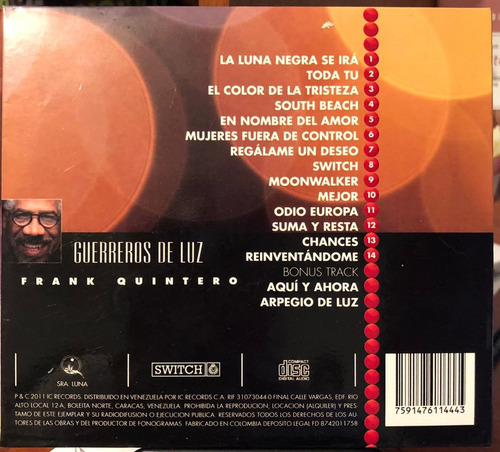 LA LUNA NEGRA SE IRÁ 1
TODA TU 2
EL COLOR DE LA TRISTEZA 3
SOUTH BEACH 4
EN NOMBRE DEL AMOR 5
MUJERES FUERA DE CONTROL 6
REGÁLAME UN DESEO 7
SWITCH 8
MOONWALKER 9
MEJOR 10
ODIO EUROPA 11
SUMA Y RESTA 12
CHANCES 13
REINVENTÁNDOME 14
BONUS TRACK
AQUÍ Y AHORA
ARPEGIO DE LUZ
GUERREROS DE LUZ
FRANK QUINTERO
SRA. LUNA
SWITCH
COMPACT
disc
DIGITAL AUDIO
P & C 2011 IC RECORDS. DISTRIBUIDO EN VENEZUELA POR IC RECORDS C.A. RIF 31073044 0 FINAL CALLE VARGAS, EDF. RIO
ALTO LOCAL 12 A, BOLEITA NORTE, CARACAS, VENEZUELA. PROHIBIDA LA REPRODUCION; LOCACION (ALQUILER) Y PRES
TAMO DE ESTE EJEMPLAR Y SU RADIODIFUSION O EJECUCION PUBLICA. RESERVADOS TODOS LOS DERECHOS DE LOS AU
TORES DE LAS OBRAS Y DEL PRODUCTOR DE FONOGRAMAS. FABRICADO EN COLOMBIA DEPOSITO LEGAL FD 8742011758
7591476114443